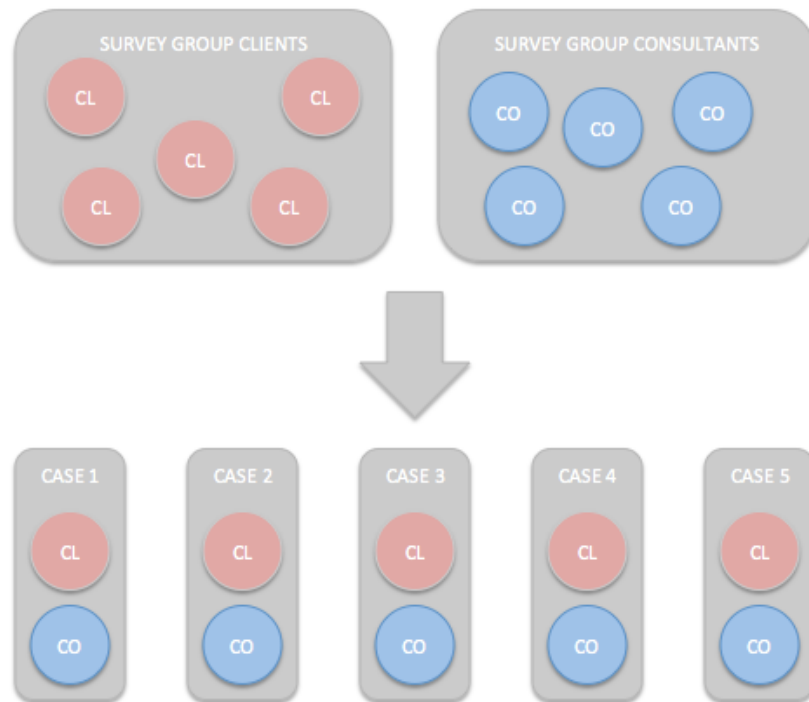 SURVEY GROUP CLIENTS
CL
CL
CL
CL
CL
SURVEY GROUP CONSULTANTS
CO
CO
CO
CO
CO
CASE 1
CL
CO
CASE 2
CL
CO
CASE 3
CL
CO
CASE 4
CL
CO
CASE 5
CL
CO